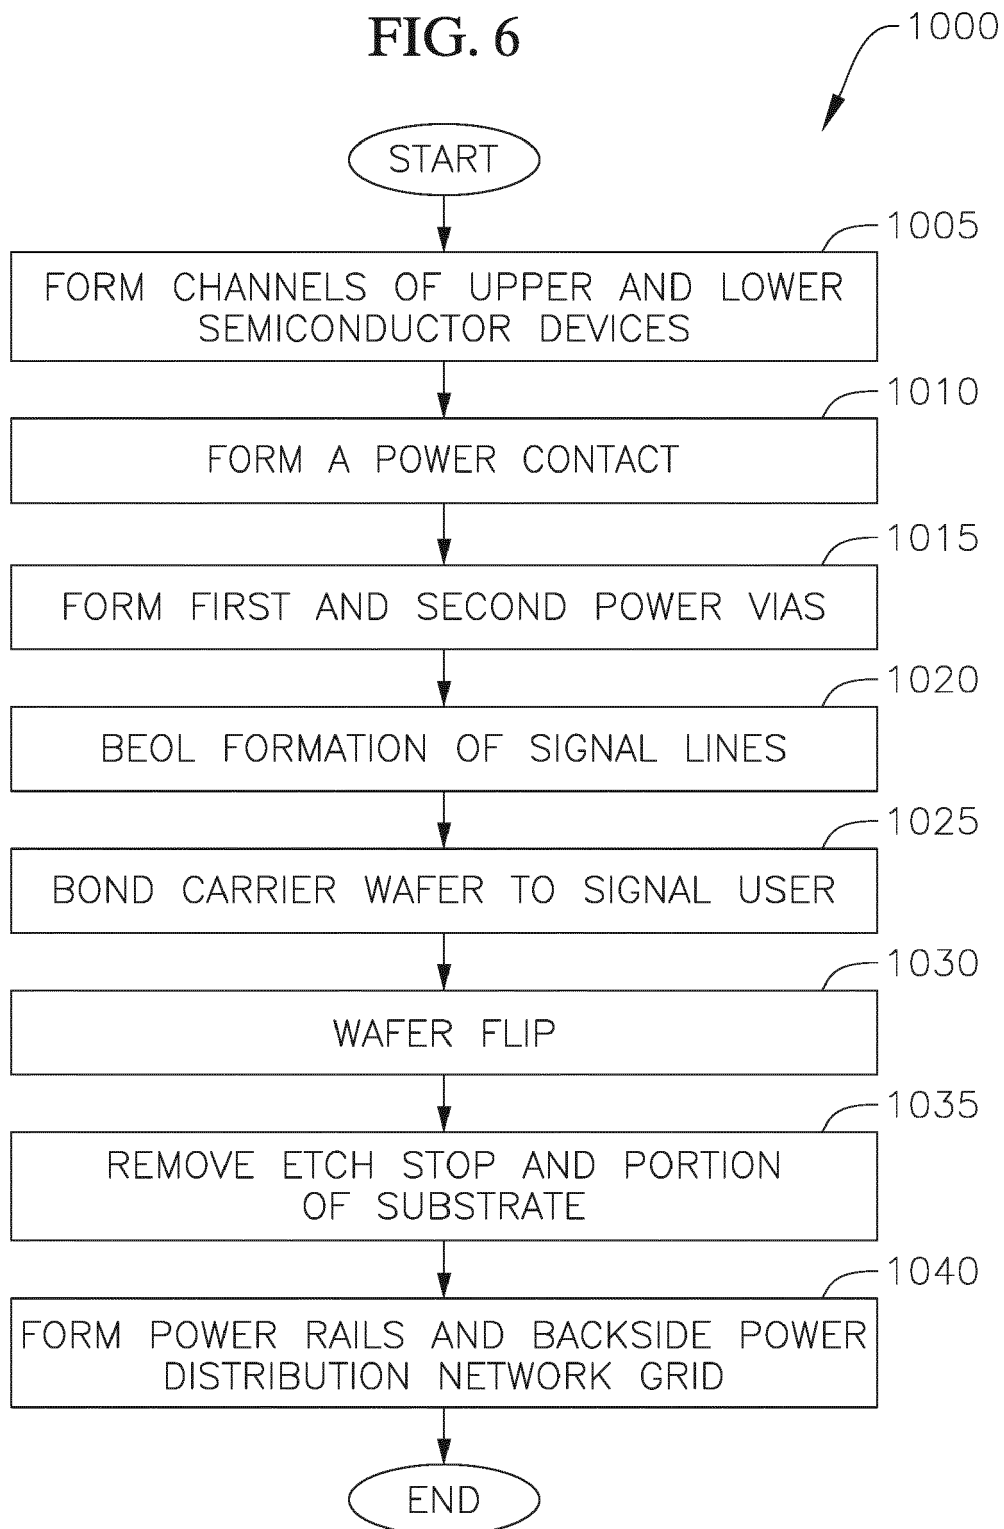 FIG. 6
1000
START
1005
FORM CHANNELS OF UPPER AND LOWER
SEMICONDUCTOR DEVICES
1010
FORM A POWER CONTACT
1015
FORM FIRST AND SECOND POWER VIAS
1020
BEOL FORMATION OF SIGNAL LINES
1025
BOND CARRIER WAFER TO SIGNAL USER
1030
WAFER FLIP
1035
REMOVE ETCH STOP AND PORTION
OF SUBSTRATE
1040
FORM POWER RAILS AND BACKSIDE POWER
DISTRIBUTION NETWORK GRID
END